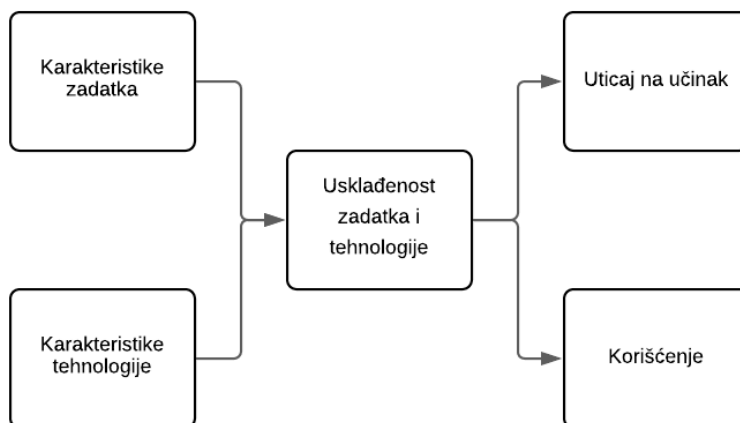 Karakteristike
zadatka
Uticaj na učinak
Usklađenost
zadatka i
tehnologije
Karakteristike
tehnologije
Korišćenje